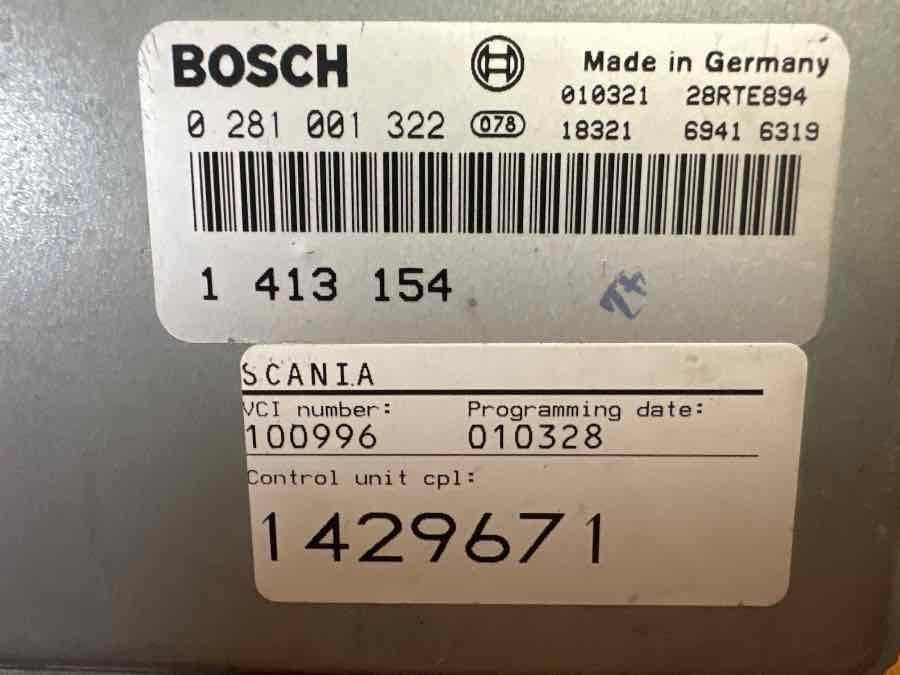 BOSCH
Made in Germany
010321 28RTE894
0 281 001 322 078
18321 6941 6319
1 413 154
SCANIA
VCI number: Programming date:
100996 010328
Control unit cpl:
1429671